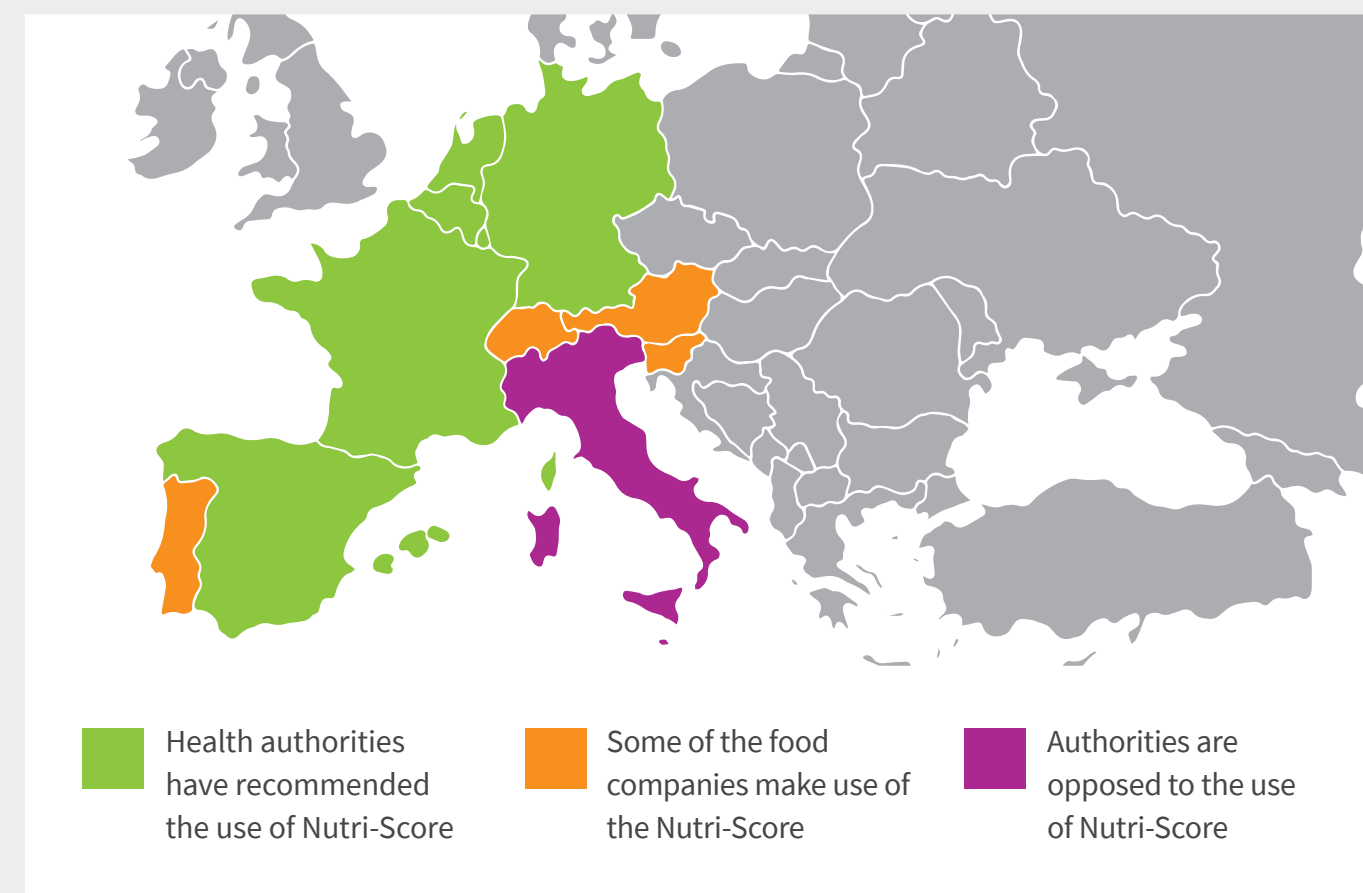 Health authorities
have recommended
the use of Nutri-Score
Some of the food
companies make use of
the Nutri-Score
Authorities are
opposed to the use
of Nutri-Score